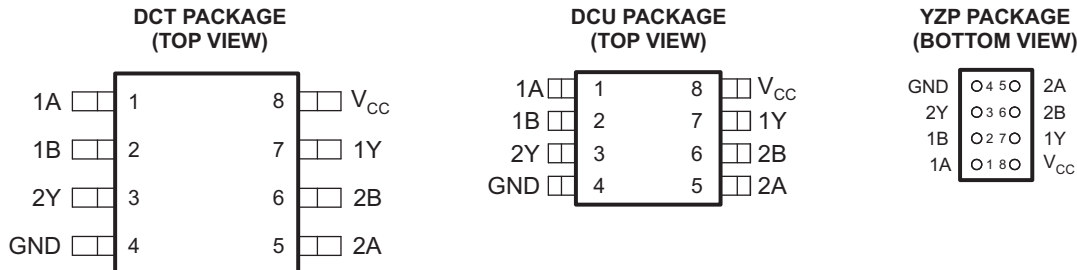 DCT PACKAGE
(TOP VIEW)
1A 1 8 VCC
1B 2 7 1Y
2Y 3 6 2B
GND 4 5 2A
DCU PACKAGE
(TOP VIEW)
1A 1 8 VCC
1B 2 7 1Y
2Y 3 6 2B
GND 4 5 2A
YZP PACKAGE
(BOTTOM VIEW)
GND 4 5 2A
2Y 3 6 2B
1B 2 7 1Y
1A 1 8 VCC